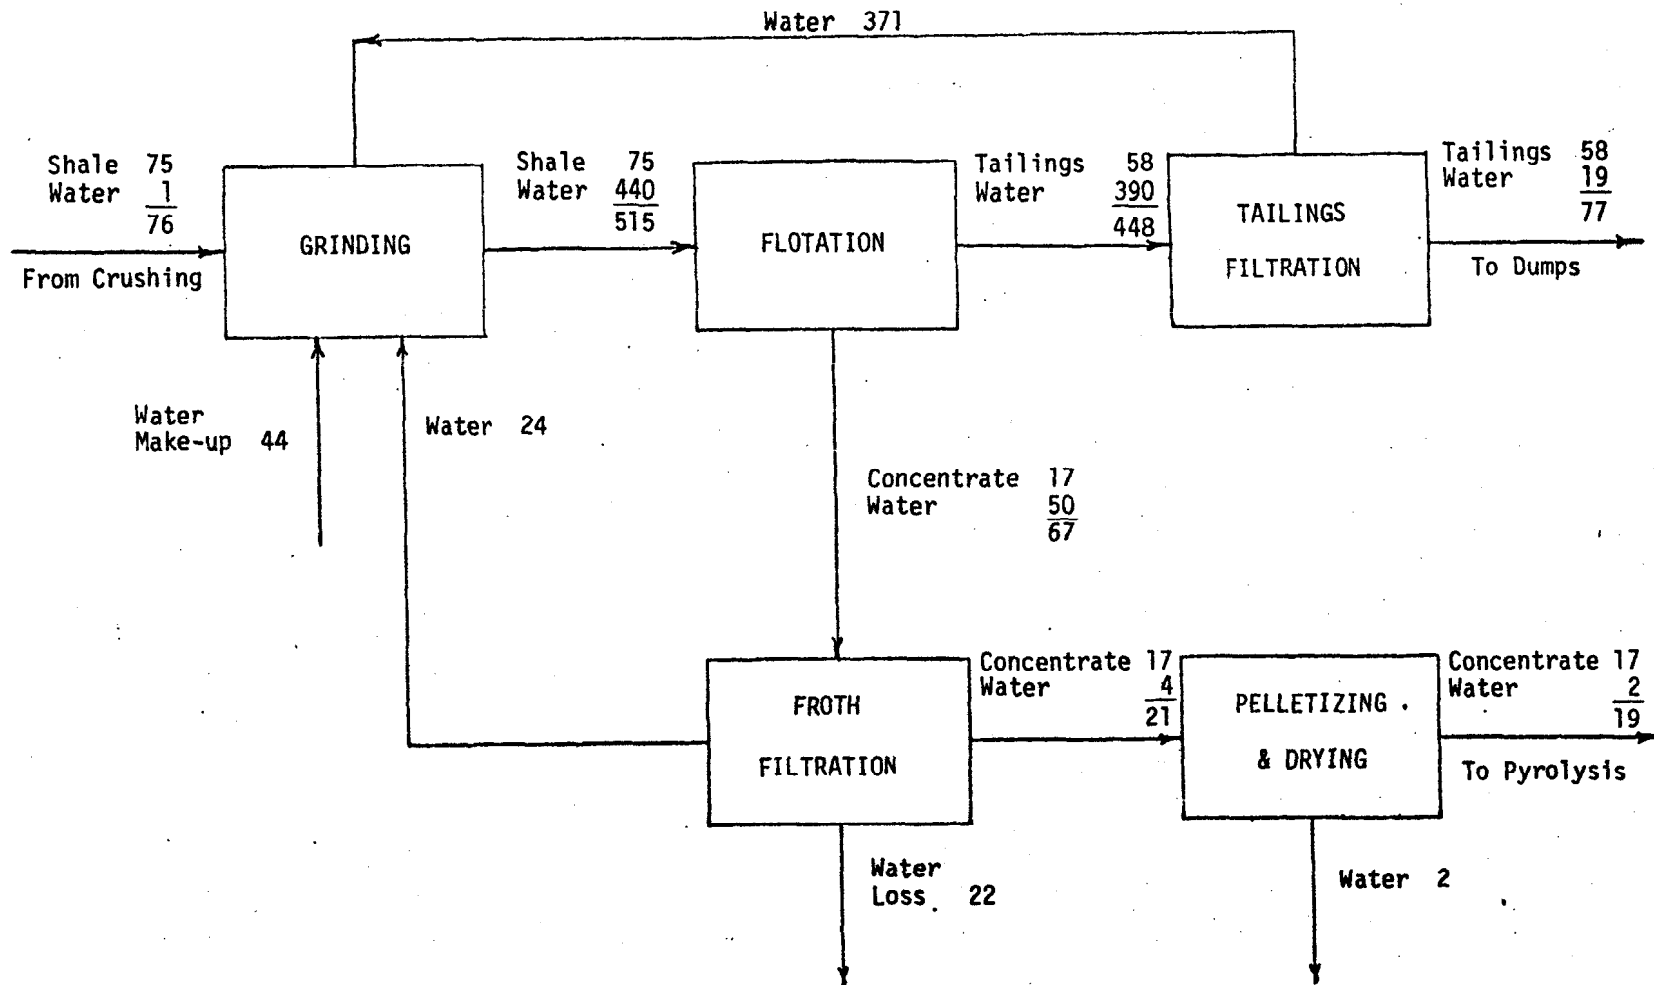 Water 371
Shale 75
Water 1
76
From Crushing
GRINDING
Shale 75
Water 440
515
FLOTATION
Tailings 58
Water 390
448
TAILINGS
FILTRATION
Tailings 58
Water 19
77
To Dumps
Water
Make-up 44
Water 24
Concentrate 17
Water 50
67
FROTH
FILTRATION
Concentrate 17
Water 4
21
PELLETIZING
& DRYING
Concentrate 17
Water 2
19
To Pyrolysis
Water
Loss 22
Water 2